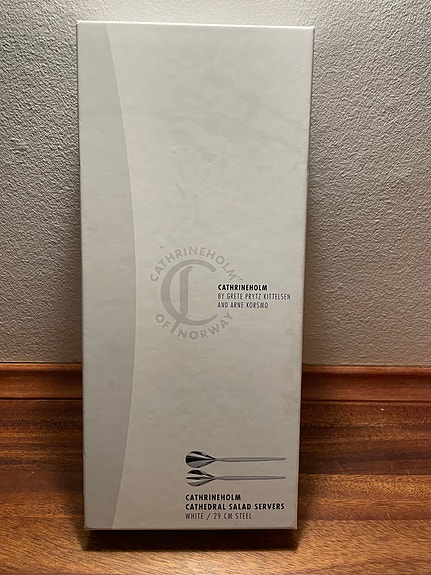 CATHRINEHOLM
OF NORWAY
CATHRINEHOLM
BY GRETE PRYTZ KITTELSEN
AND ARNE KORSMO
CATHRINEHOLM
CATHEDRAL SALAD SERVERS
WHITE / 29 CM STEEL